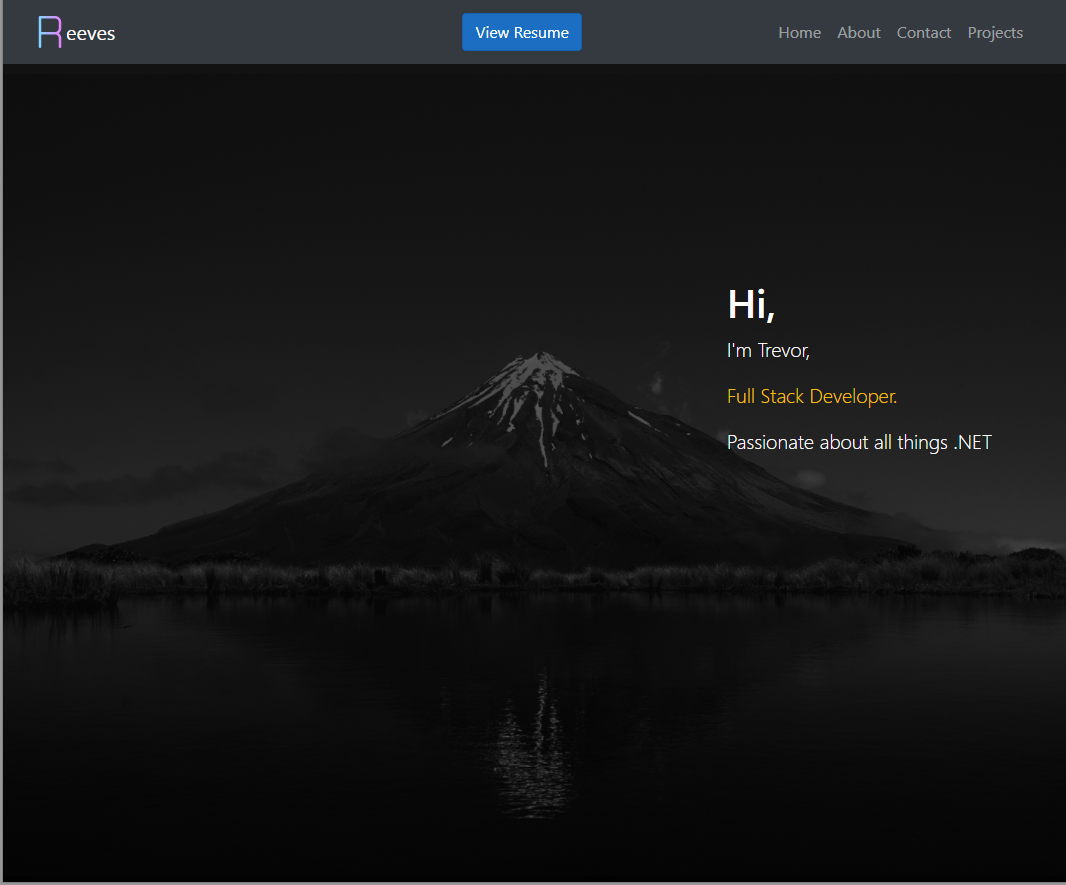 Reeves
View Resume
Home About Contact Projects
Hi,
I'm Trevor,
Full Stack Developer.
Passionate about all things .NET